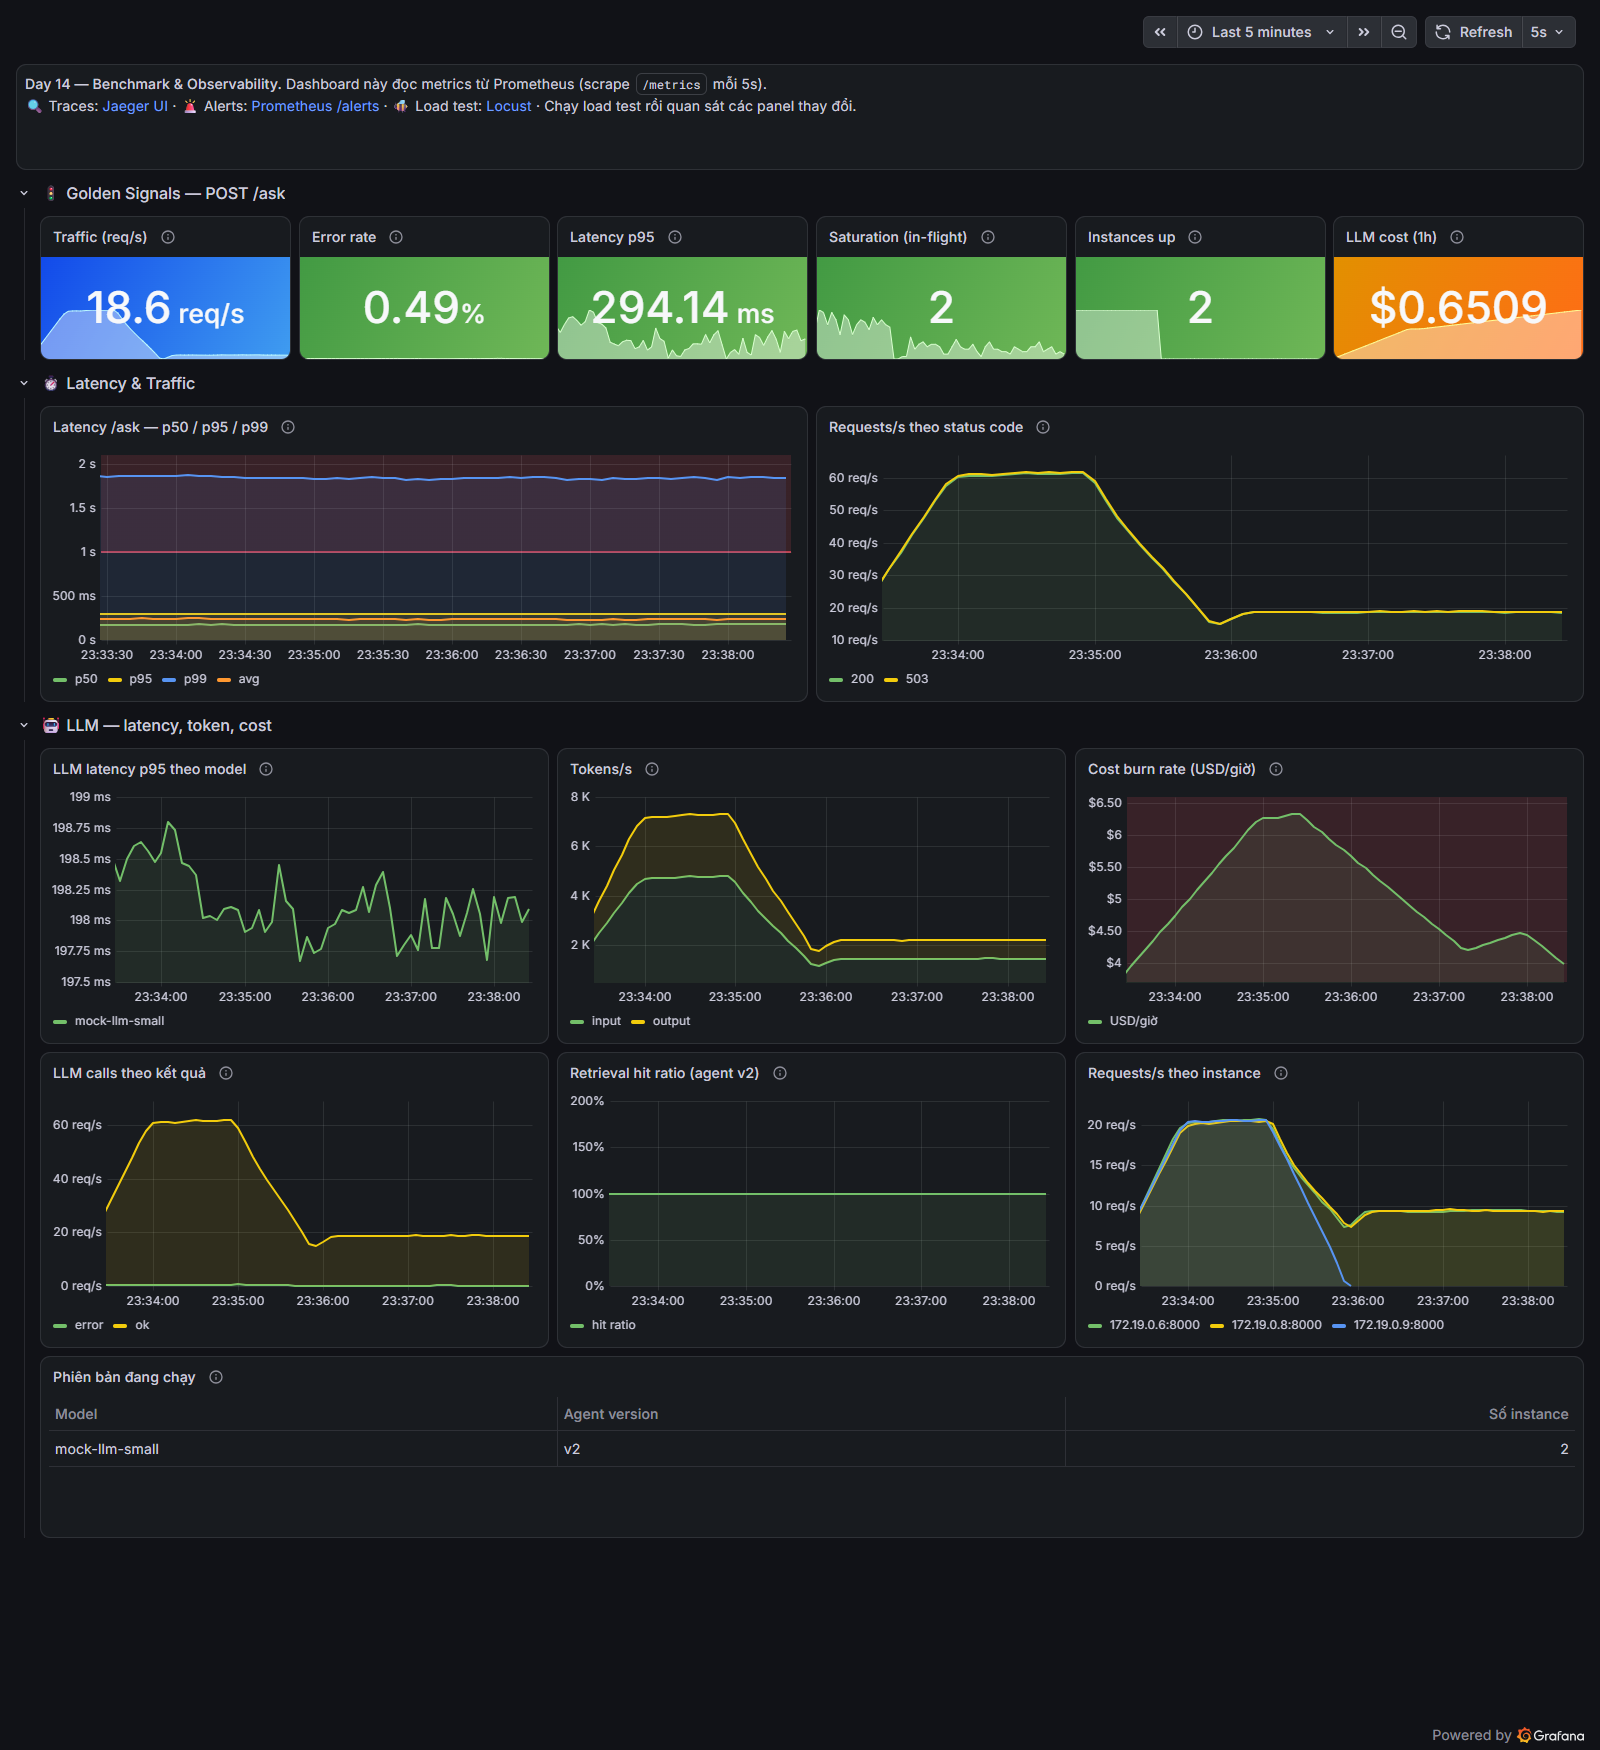 Last 5 minutes
Refresh
5s
Day 14 — Benchmark & Observability. Dashboard này đọc metrics từ Prometheus (scrape /metrics mỗi 5s).
Traces: Jaeger UI · Alerts: Prometheus /alerts · Load test: Locust · Chạy load test rồi quan sát các panel thay đổi.
Golden Signals — POST /ask
Traffic (req/s)
18.6 req/s
Error rate
0.49%
Latency p95
294.14 ms
Saturation (in-flight)
2
Instances up
2
LLM cost (1h)
$0.6509
Latency & Traffic
Latency /ask — p50 / p95 / p99
2 s
1.5 s
1 s
500 ms
0 s
23:33:30 23:34:00 23:34:30 23:35:00 23:35:30 23:36:00 23:36:30 23:37:00 23:37:30 23:38:00
p50 p95 p99 avg
Requests/s theo status code
60 req/s
50 req/s
40 req/s
30 req/s
20 req/s
10 req/s
23:34:00 23:35:00 23:36:00 23:37:00 23:38:00
200 503
LLM — latency, token, cost
LLM latency p95 theo model
199 ms
198.75 ms
198.5 ms
198.25 ms
198 ms
197.75 ms
197.5 ms
23:34:00 23:35:00 23:36:00 23:37:00 23:38:00
mock-llm-small
Tokens/s
8 K
6 K
4 K
2 K
23:34:00 23:35:00 23:36:00 23:37:00 23:38:00
input output
Cost burn rate (USD/giờ)
$6.50
$6
$5.50
$5
$4.50
$4
23:34:00 23:35:00 23:36:00 23:37:00 23:38:00
USD/giờ
LLM calls theo kết quả
60 req/s
40 req/s
20 req/s
0 req/s
23:34:00 23:35:00 23:36:00 23:37:00 23:38:00
error ok
Retrieval hit ratio (agent v2)
200%
150%
100%
50%
0%
23:34:00 23:35:00 23:36:00 23:37:00 23:38:00
hit ratio
Requests/s theo instance
20 req/s
15 req/s
10 req/s
5 req/s
0 req/s
23:34:00 23:35:00 23:36:00 23:37:00 23:38:00
172.19.0.6:8000 172.19.0.8:8000 172.19.0.9:8000
Phiên bản đang chạy
Model Agent version Số instance
mock-llm-small v2 2
Powered by Grafana